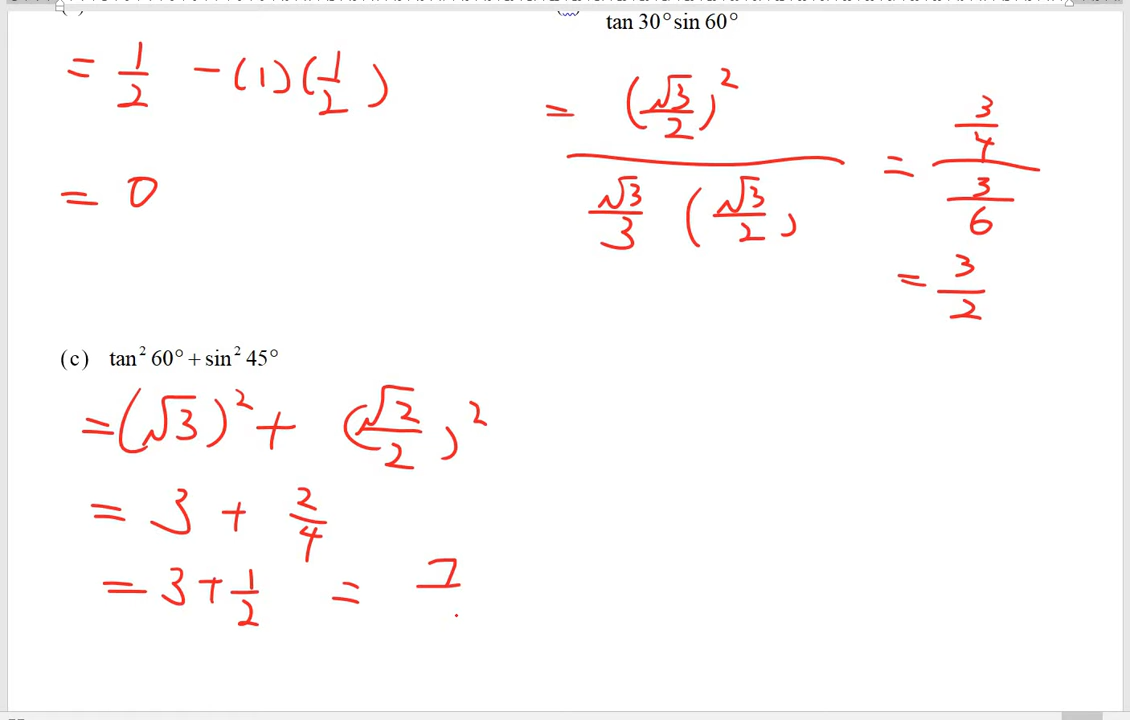 = 1/2 - (1)(1/2)
= 0
tan 30° sin 60°
= (√3/2)² / (√3/3 (√3/2)) = (3/4) / (3/6)
= 3/2
(c) tan² 60° + sin² 45°
= (√3)² + (√2/2)²
= 3 + 2/4
= 3 + 1/2 = 7